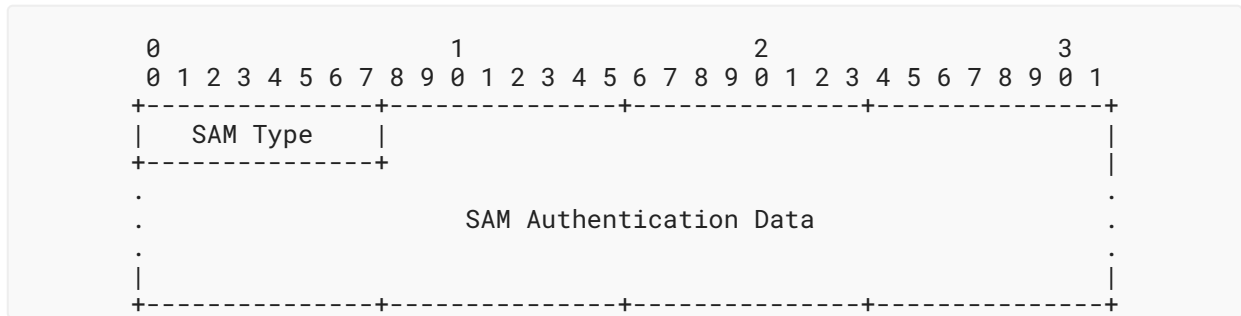 0                   1                   2                   3
0 1 2 3 4 5 6 7 8 9 0 1 2 3 4 5 6 7 8 9 0 1 2 3 4 5 6 7 8 9 0 1
+---------------+---------------+---------------+---------------+
|   SAM Type    |                                               |
+---------------+                                               |
.                                                               .
.                     SAM Authentication Data                   .
.                                                               .
|                                                               |
+---------------+---------------+---------------+---------------+